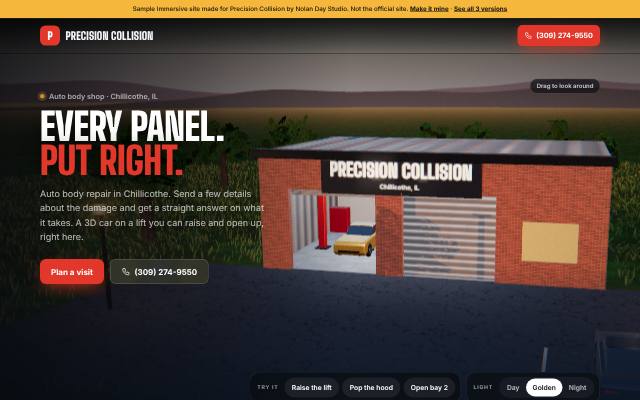 Sample Immersive site made for Precision Collision by Nolan Day Studio. Not the official site. Make it mine · See all 3 versions
P PRECISION COLLISION
(309) 274-9550
Drag to look around
Auto body shop · Chillicothe, IL
EVERY PANEL.
PUT RIGHT.
Auto body repair in Chillicothe. Send a few details
about the damage and get a straight answer on what
it takes. A 3D car on a lift you can raise and open up,
right here.
Plan a visit
(309) 274-9550
PRECISION COLLISION
Chillicothe, IL
TRY IT Raise the lift Pop the hood Open bay 2
LIGHT Day Golden Night